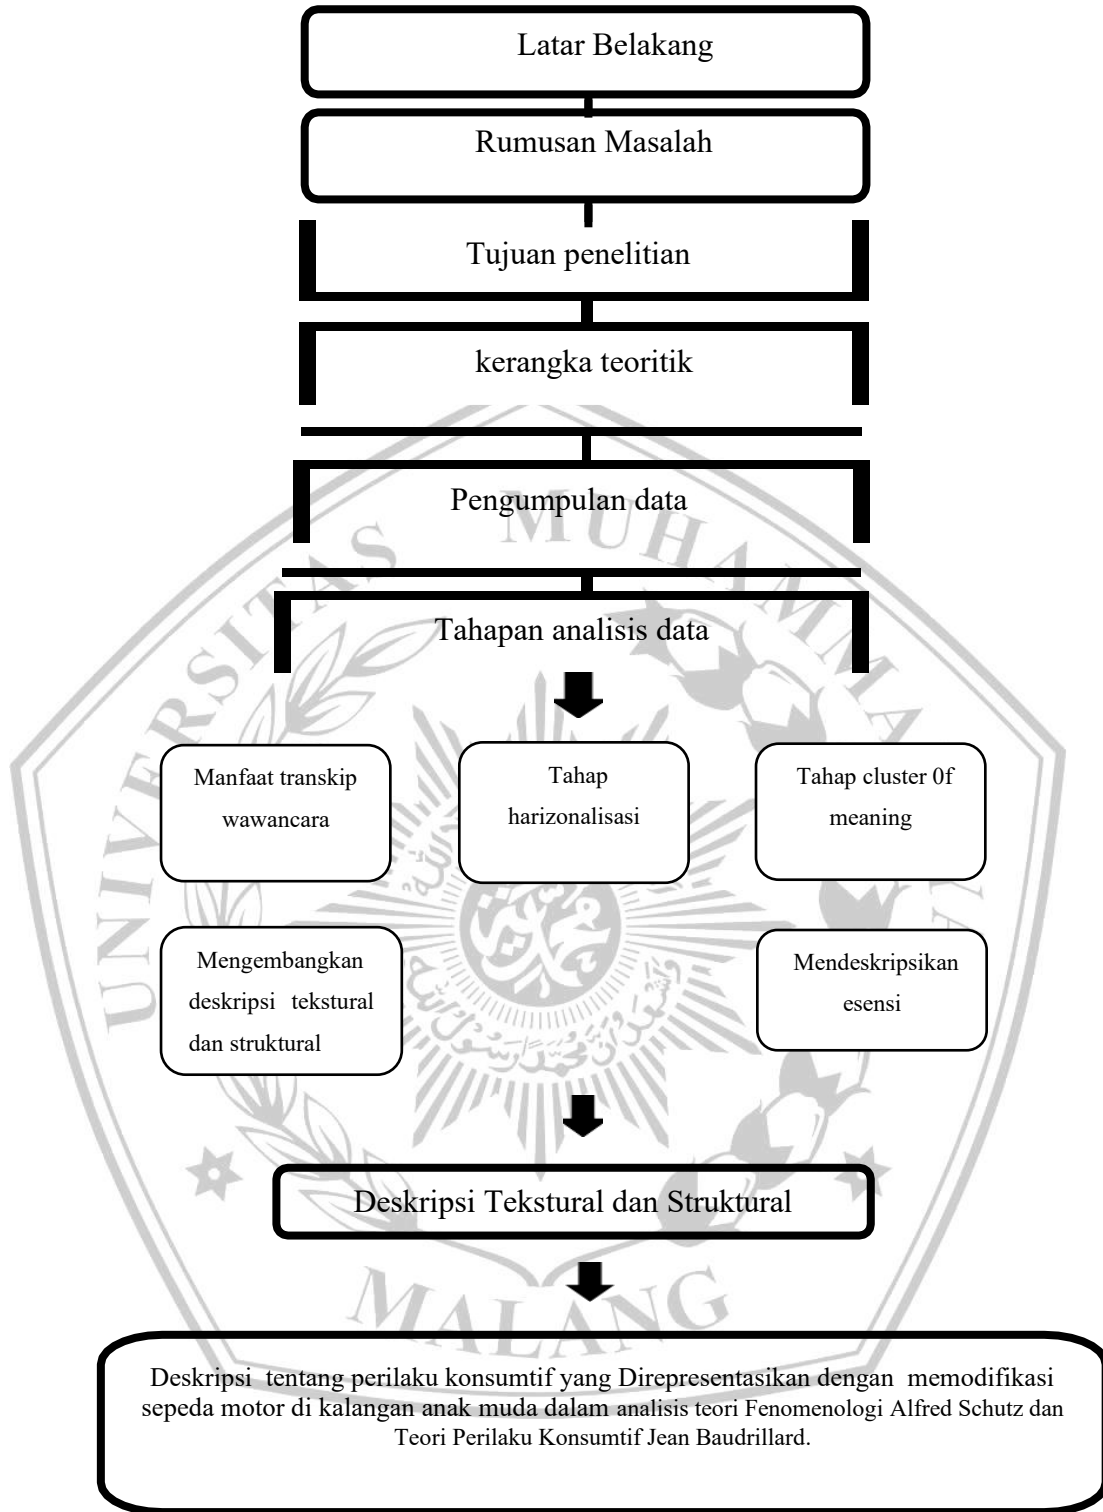 Latar Belakang
Rumusan Masalah
Tujuan penelitian
kerangka teoritik
Pengumpulan data
Tahapan analisis data
Manfaat transkip
wawancara
Tahap
harizonalisasi
Tahap cluster 0f
meaning
Mengembangkan
deskripsi tekstural
dan struktural
Mendeskripsikan
esensi
Deskripsi Tekstural dan Struktural
Deskripsi tentang perilaku konsumtif yang Direpresentasikan dengan memodifikasi
sepeda motor di kalangan anak muda dalam analisis teori Fenomenologi Alfred Schutz dan
Teori Perilaku Konsumtif Jean Baudrillard.
UNIVERSITAS MUHAMMA
MALANG